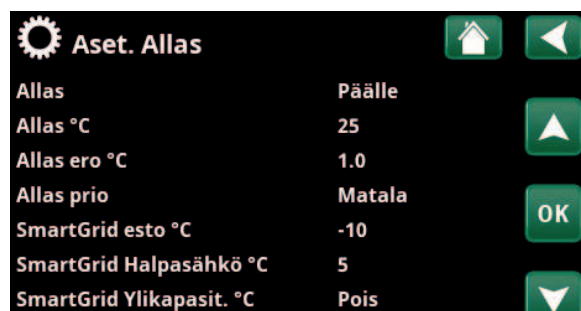 Aset. Allas
Allas Päälle
Allas °C 25
Allas ero °C 1.0
Allas prio Matala
OK
SmartGrid esto °C -10
SmartGrid Halpasähkö °C 5
SmartGrid Ylikapasit. °C Pois